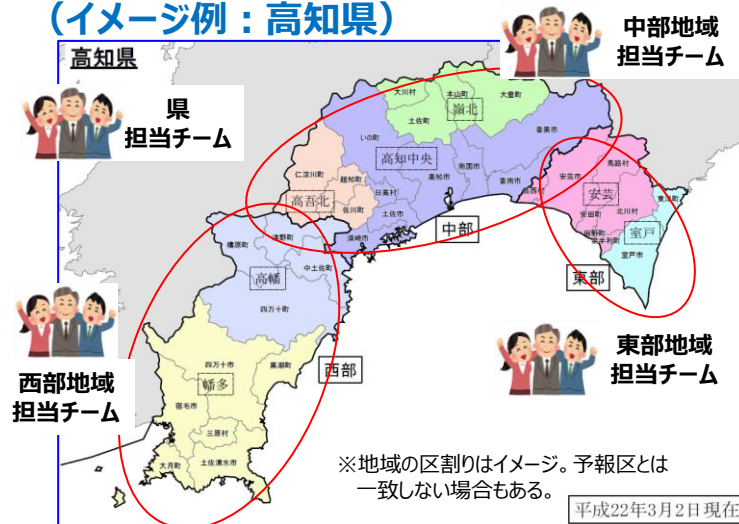 （イメージ例：高知県）
高知県
中部地域
担当チーム
県
担当チーム
大川村
本山町
大豊町
嶺北
土佐町
いの町
香美市
高知中央
仁淀川町
越知町
日高村
高知市
南国市
香南市
高吾北
佐川町
土佐市
須崎市
中部
馬路村
安芸市
芸西村
安芸
東洋町
安田町
北川村
田野町
奈半利町
室戸
室戸市
東部
津野町
梼原町
中土佐町
高幡
四万十町
西部地域
担当チーム
四万十市
黒潮町
幡多
宿毛市
三原村
大月町
土佐清水市
西部
東部地域
担当チーム
※地域の区割りはイメージ。予報区とは
一致しない場合もある。
平成22年3月2日現在